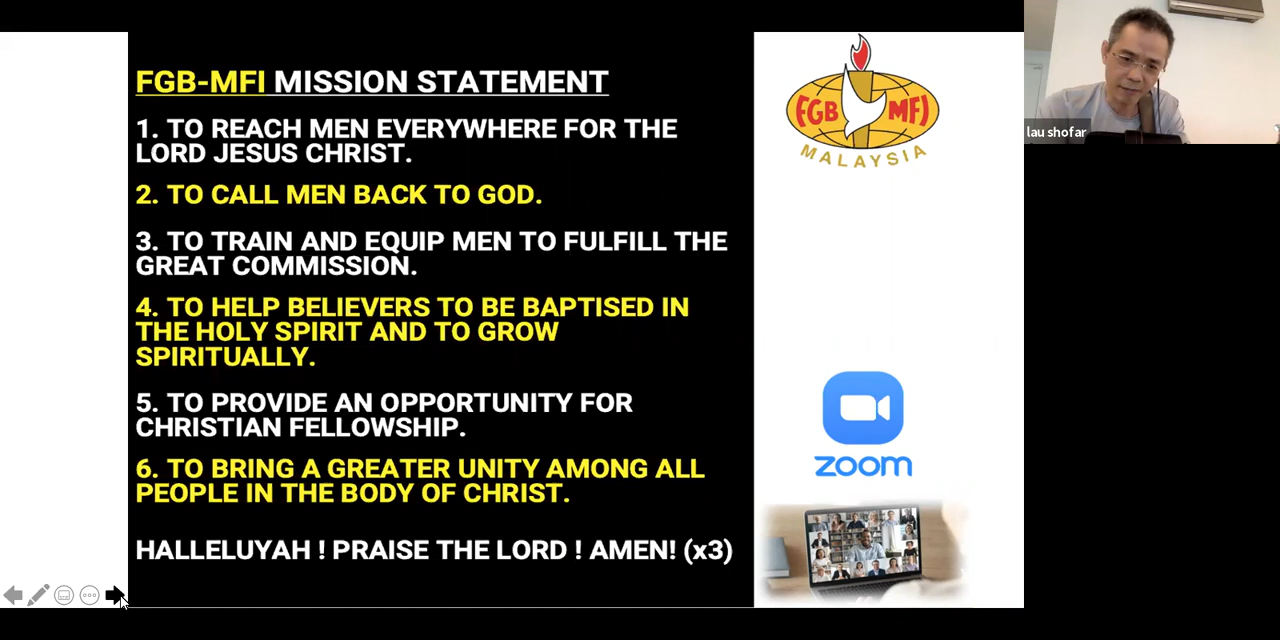 FGB-MFI MISSION STATEMENT
1. TO REACH MEN EVERYWHERE FOR THE
LORD JESUS CHRIST.
2. TO CALL MEN BACK TO GOD.
3. TO TRAIN AND EQUIP MEN TO FULFILL THE
GREAT COMMISSION.
4. TO HELP BELIEVERS TO BE BAPTISED IN
THE HOLY SPIRIT AND TO GROW
SPIRITUALLY.
5. TO PROVIDE AN OPPORTUNITY FOR
CHRISTIAN FELLOWSHIP.
6. TO BRING A GREATER UNITY AMONG ALL
PEOPLE IN THE BODY OF CHRIST.
HALLELUYAH ! PRAISE THE LORD ! AMEN! (x3)
FGB MFI
MALAYSIA
zoom
lau shofar